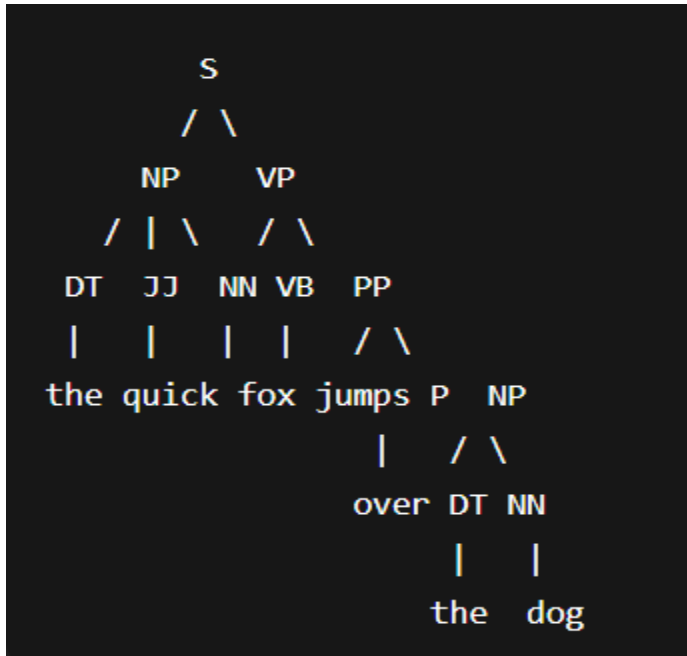 S
/ \
NP VP
/ | \ / \
DT JJ NN VB PP
| | | | / \
the quick fox jumps P NP
| / \
over DT NN
| |
the dog